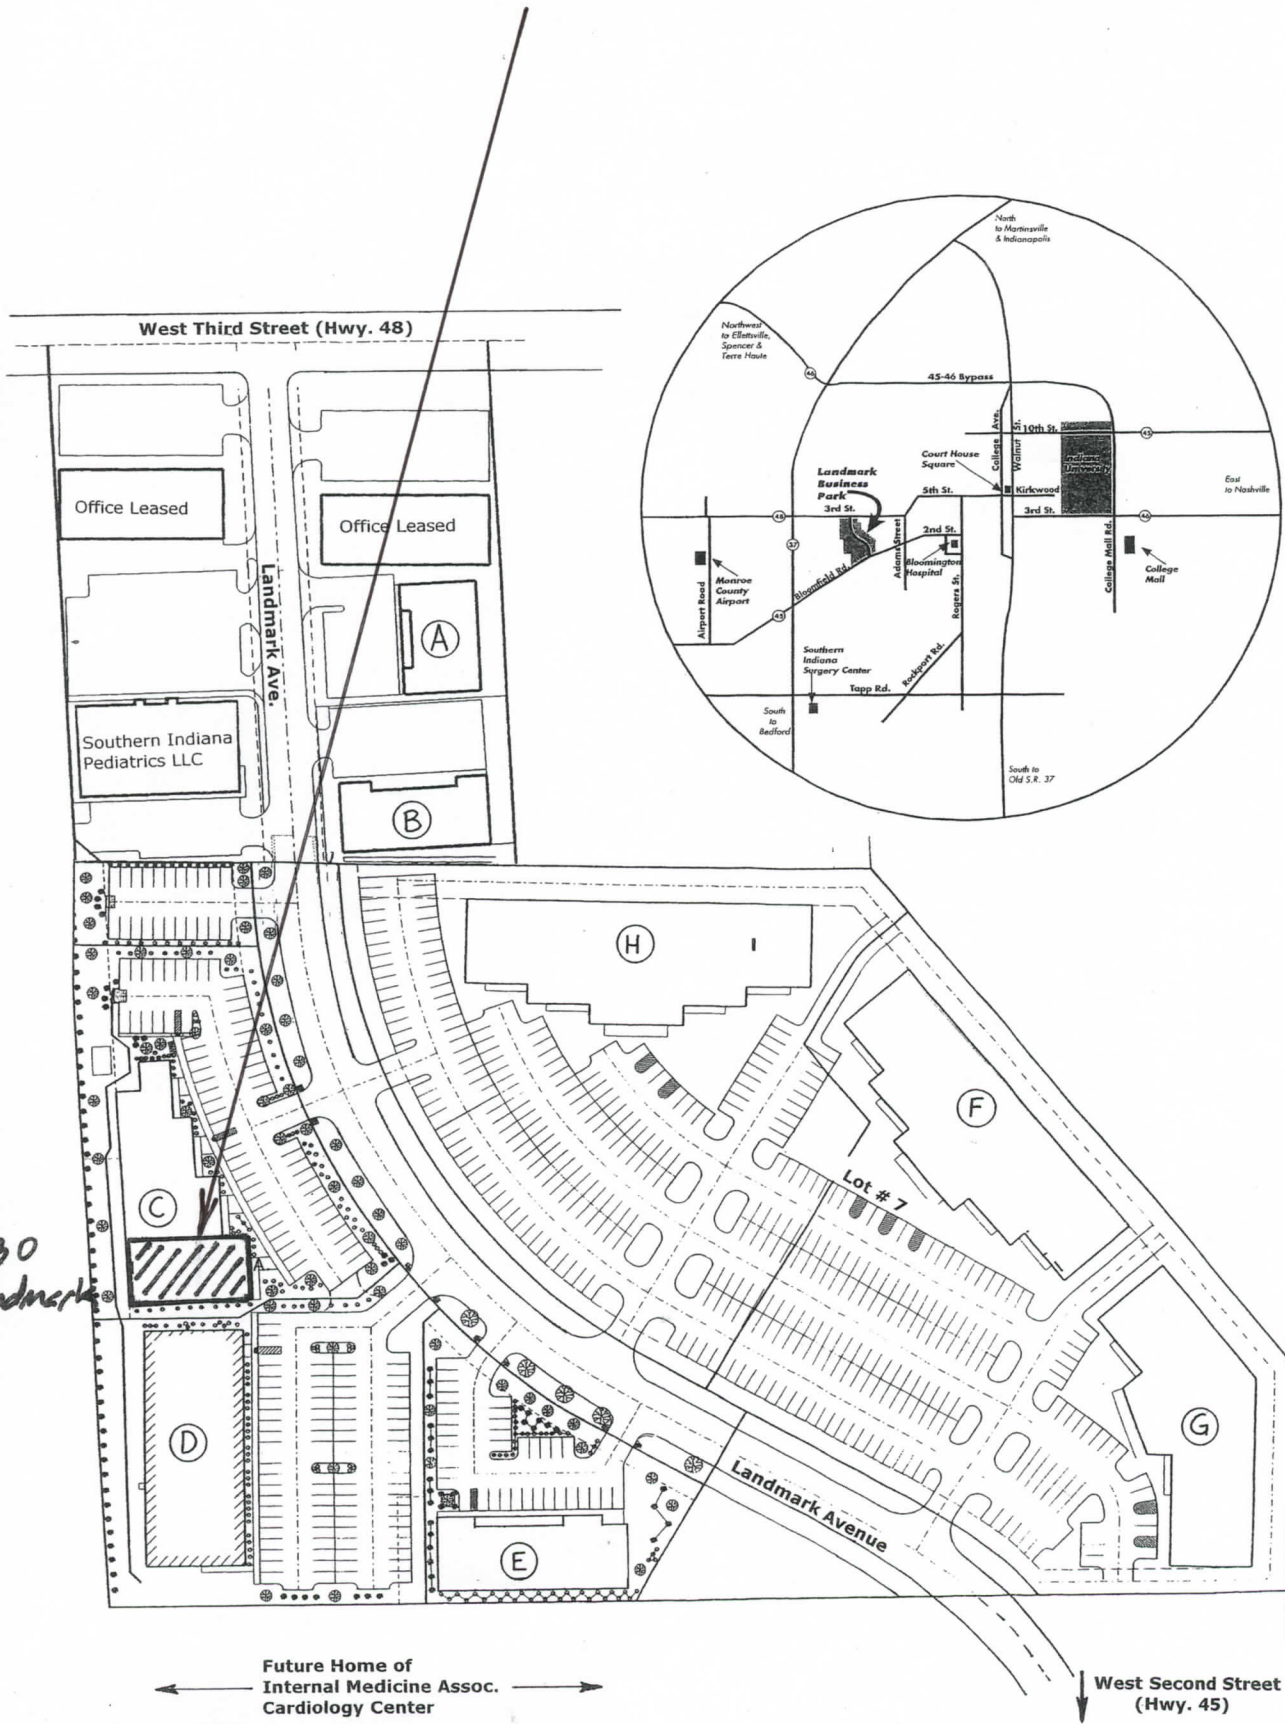 West Third Street (Hwy. 48)
Office Leased
Office Leased
Landmark Ave.
A
Southern Indiana
Pediatrics LLC
B
North
to Martinsville
& Indianapolis
Northwest
to Ellettsville,
Spencer &
Terre Haute
46
45-46 Bypass
College Ave.
Walnut St.
10th St.
45
Indiana
University
Court House
Square
Landmark
Business
Park
5th St.
Kirkwood
East
to Nashville
48
3rd St.
3rd St.
46
37
2nd St.
Adams Street
Bloomington
Hospital
College Mall Rd.
College
Mall
Monroe
County
Airport
Airport Road
Bloomfield Rd.
45
Rogers St.
Southern
Indiana
Surgery Center
Rockport Rd.
Tapp Rd.
South
to
Bedford
South to
Old S.R. 37
H
F
Lot # 7
C
D
E
G
Landmark Avenue
Future Home of
Internal Medicine Assoc.
Cardiology Center
West Second Street
(Hwy. 45)